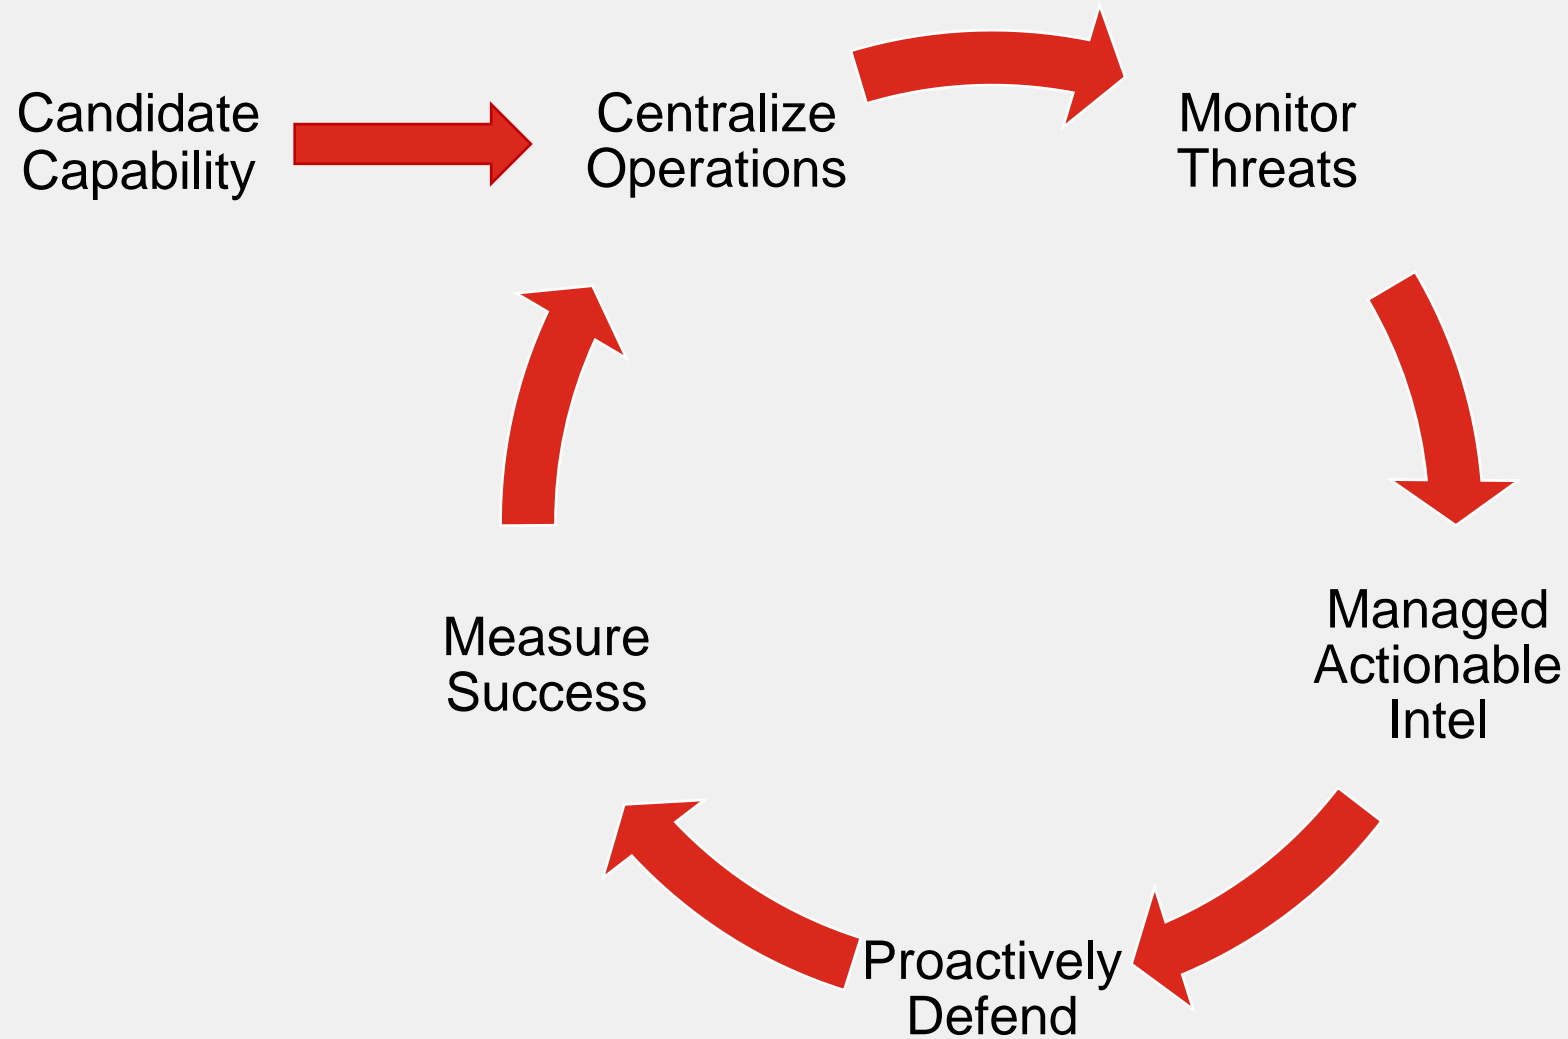 Candidate
Capability
Centralize
Operations
Monitor
Threats
Managed
Actionable
Intel
Proactively
Defend
Measure
Success